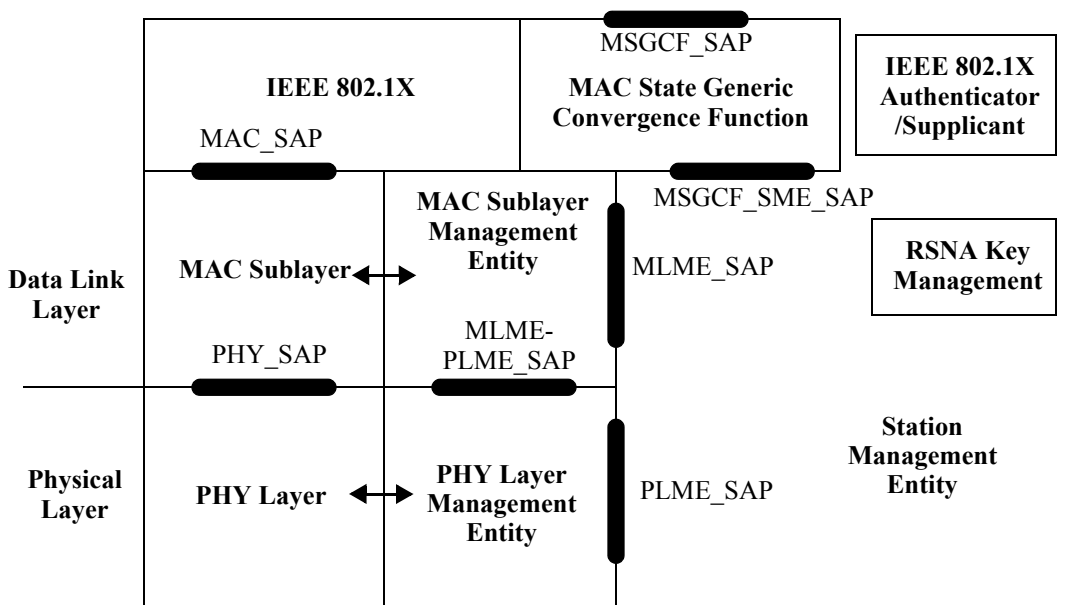 MSGCF_SAP
IEEE 802.1X
MAC State Generic
Convergence Function
IEEE 802.1X
Authenticator
/Supplicant
MAC_SAP
MSGCF_SME_SAP
MAC Sublayer
Management
Entity
MAC Sublayer
MLME_SAP
RSNA Key
Management
Data Link
Layer
PHY_SAP
MLME-
PLME_SAP
Station
Management
Entity
Physical
Layer
PHY Layer
PHY Layer
Management
Entity
PLME_SAP